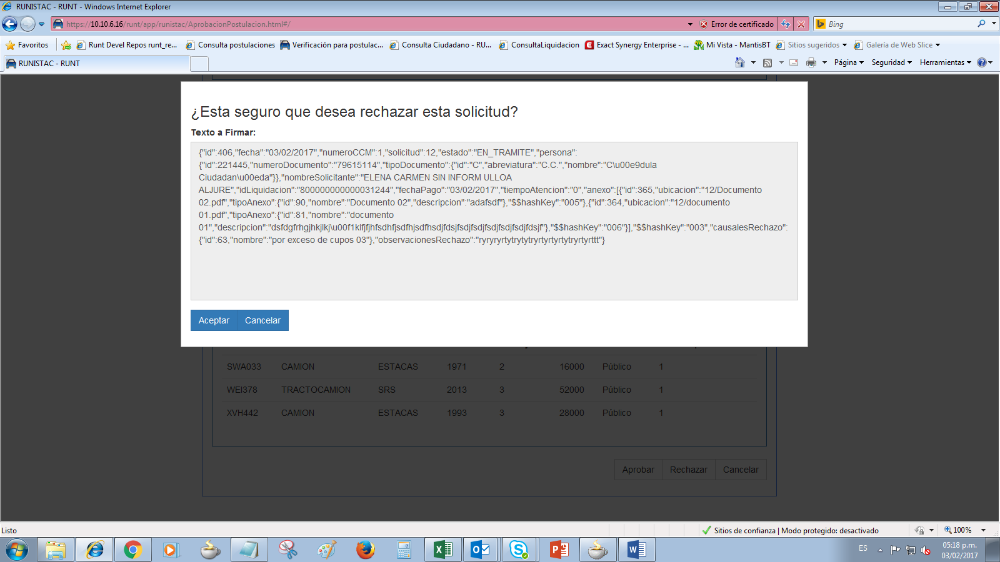 RUNISTAC - RUNT - Windows Internet Explorer
https://10.10.6.16/runt/app/runistac/AprobacionPostulacion.html#/
Error de certificado
Bing
Favoritos
Runt Devel Repos runt_re...
Consulta postulaciones
Verificación para postulac...
Consulta Ciudadano - RU...
ConsultaLiquidacion
Exact Synergy Enterprise - ...
Mi Vista - MantisBT
Sitios sugeridos
Galería de Web Slice
RUNISTAC - RUNT
Página
Seguridad
Herramientas
¿Esta seguro que desea rechazar esta solicitud?
Texto a Firmar:
{"id":406,"fecha":"03/02/2017","numeroCCM":1,"solicitud":12,"estado":"EN_TRAMITE","persona":
{"id":221445,"numeroDocumento":"79615114","tipoDocumento":{"id":"C","abreviatura":"C.C.","nombre":"C\u00e9dula
Ciudadan\u00eda"}},"nombreSolicitante":"ELENA CARMEN SIN INFORM ULLOA
ALJURE","idLiquidacion":"800000000000031244","fechaPago":"03/02/2017","tiempoAtencion":"0","anexo":[{"id":365,"ubicacion":"12/Documento
02.pdf","tipoAnexo":{"id":90,"nombre":"Documento 02","descripcion":"adafsdf"},"$$hashKey":"005"},{"id":364,"ubicacion":"12/documento
01.pdf","tipoAnexo":{"id":81,"nombre":"documento
01","descripcion":"dsfdgfrhgjhkjlkj\u00f1klfjfjhfsdhfjsdfhjsdfhsdjfdsjfsdjfsdjfsdjfsdjfsdjfdsjf"},"$$hashKey":"006"}],"$$hashKey":"003","causalesRechazo":
{"id":63,"nombre":"por exceso de cupos 03"},"observacionesRechazo":"ryryryrtytrytytryrtyrtyrtytryrtyrttt"}
Aceptar
Cancelar
SWA033 CAMION ESTACAS 1971 2 16000 Público 1
WEI378 TRACTOCAMION SRS 2013 3 52000 Público 1
XVH442 CAMION ESTACAS 1993 3 28000 Público 1
Aprobar
Rechazar
Cancelar
Listo
Sitios de confianza | Modo protegido: desactivado
100%
ES
05:18 p.m.
03/02/2017